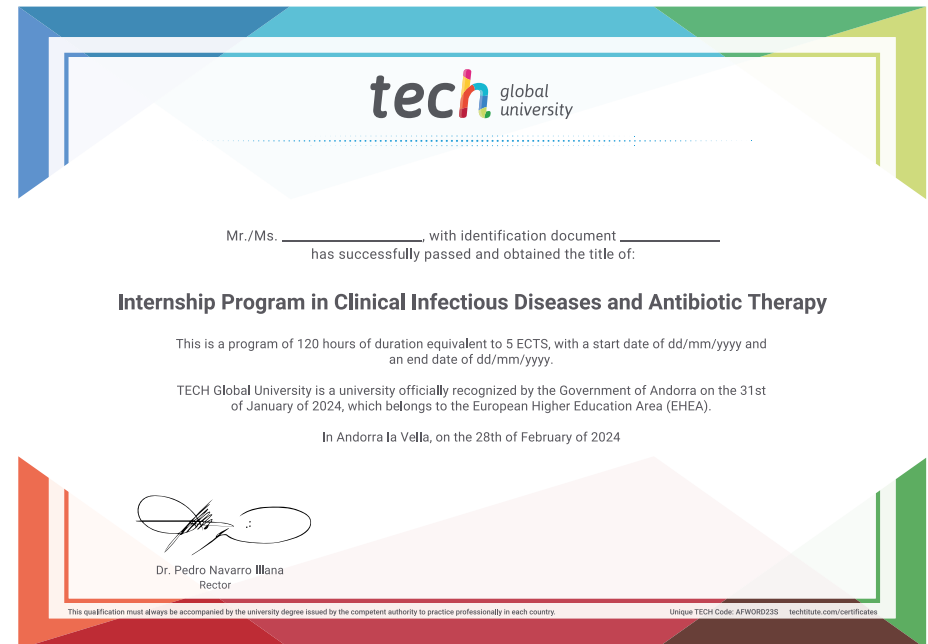 tech global university
Mr./Ms. ____________, with identification document ____________
has successfully passed and obtained the title of:
Internship Program in Clinical Infectious Diseases and Antibiotic Therapy
This is a program of 120 hours of duration equivalent to 5 ECTS, with a start date of dd/mm/yyyy and
an end date of dd/mm/yyyy.
TECH Global University is a university officially recognized by the Government of Andorra on the 31st
of January of 2024, which belongs to the European Higher Education Area (EHEA).
In Andorra la Vella, on the 28th of February of 2024
Dr. Pedro Navarro Illana
Rector
This qualification must always be accompanied by the university degree issued by the competent authority to practice professionally in each country. Unique TECH Code: AFWORD23S techtitute.com/certificates